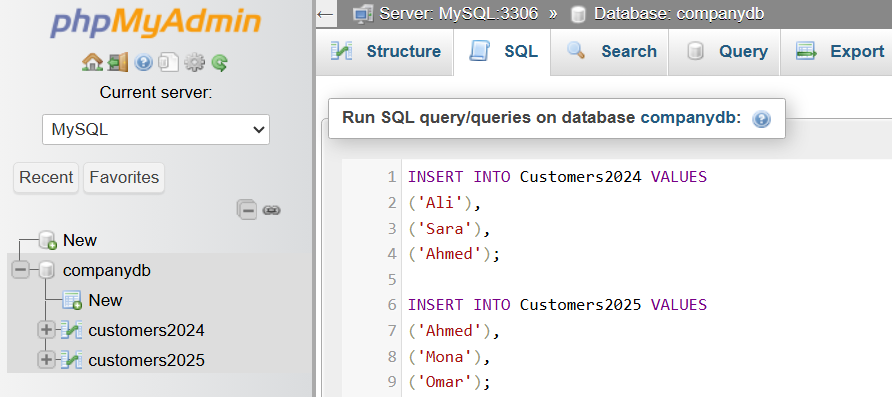 phpMyAdmin
Current server:
MySQL
Recent
Favorites
New
companydb
New
customers2024
customers2025
Server: MySQL:3306 » Database: companydb
Structure
SQL
Search
Query
Export
Run SQL query/queries on database companydb:
1 INSERT INTO Customers2024 VALUES
2 ('Ali'),
3 ('Sara'),
4 ('Ahmed');
5
6 INSERT INTO Customers2025 VALUES
7 ('Ahmed'),
8 ('Mona'),
9 ('Omar');